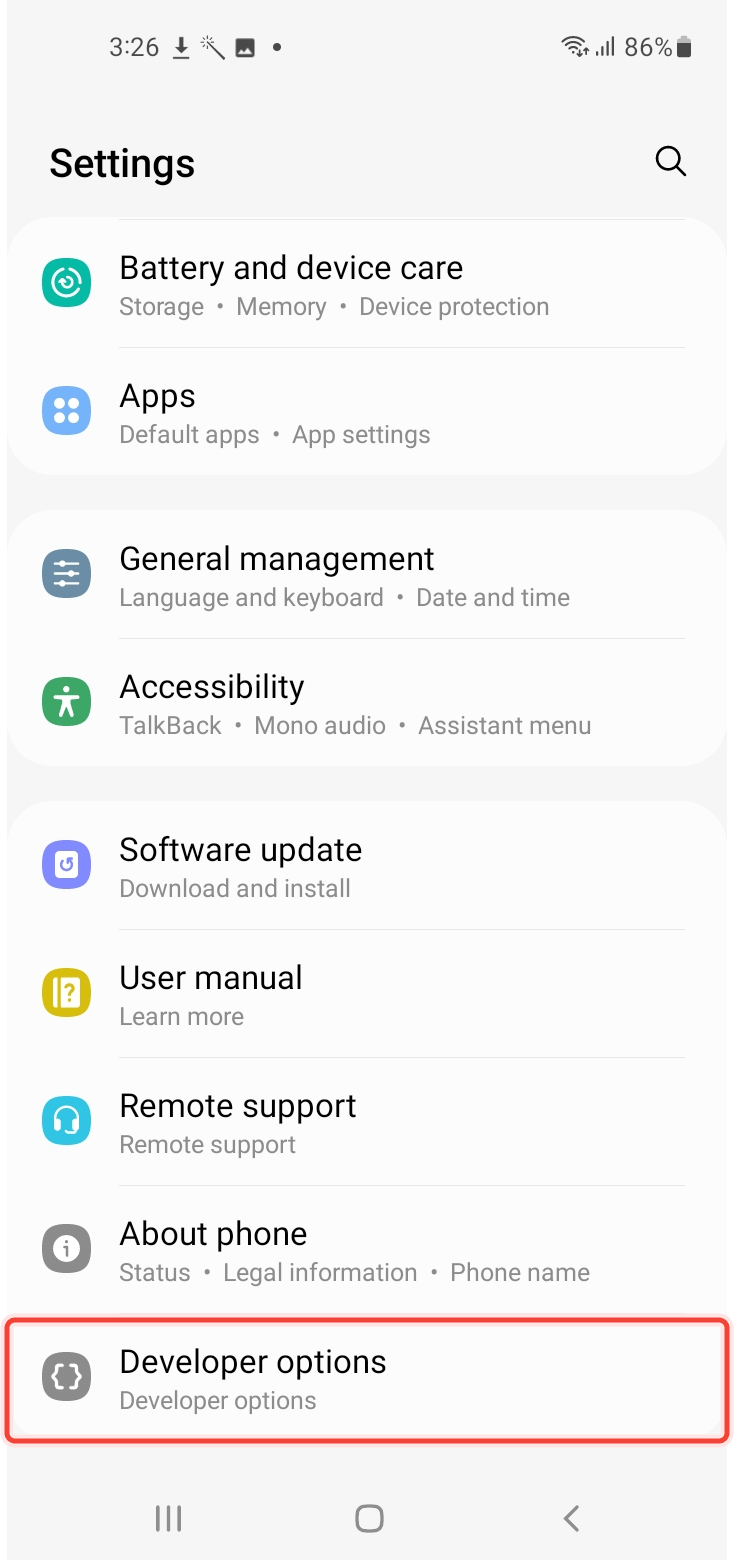 3:26 86%
Settings
Battery and device care
Storage • Memory • Device protection
Apps
Default apps • App settings
General management
Language and keyboard • Date and time
Accessibility
TalkBack • Mono audio • Assistant menu
Software update
Download and install
User manual
Learn more
Remote support
Remote support
About phone
Status • Legal information • Phone name
Developer options
Developer options